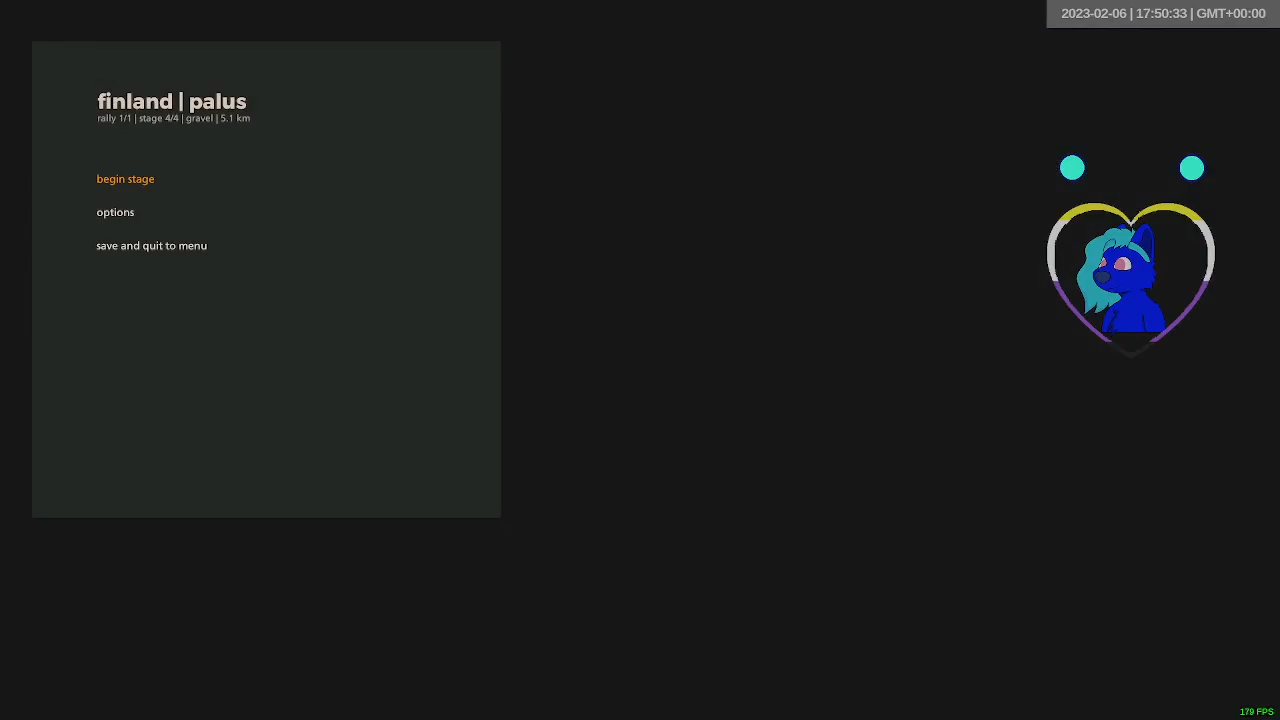 2023-02-06 | 17:50:33 | GMT+00:00
finland | palus
rally 1/1 | stage 4/4 | gravel | 5.1 km
begin stage
options
save and quit to menu
179 FPS